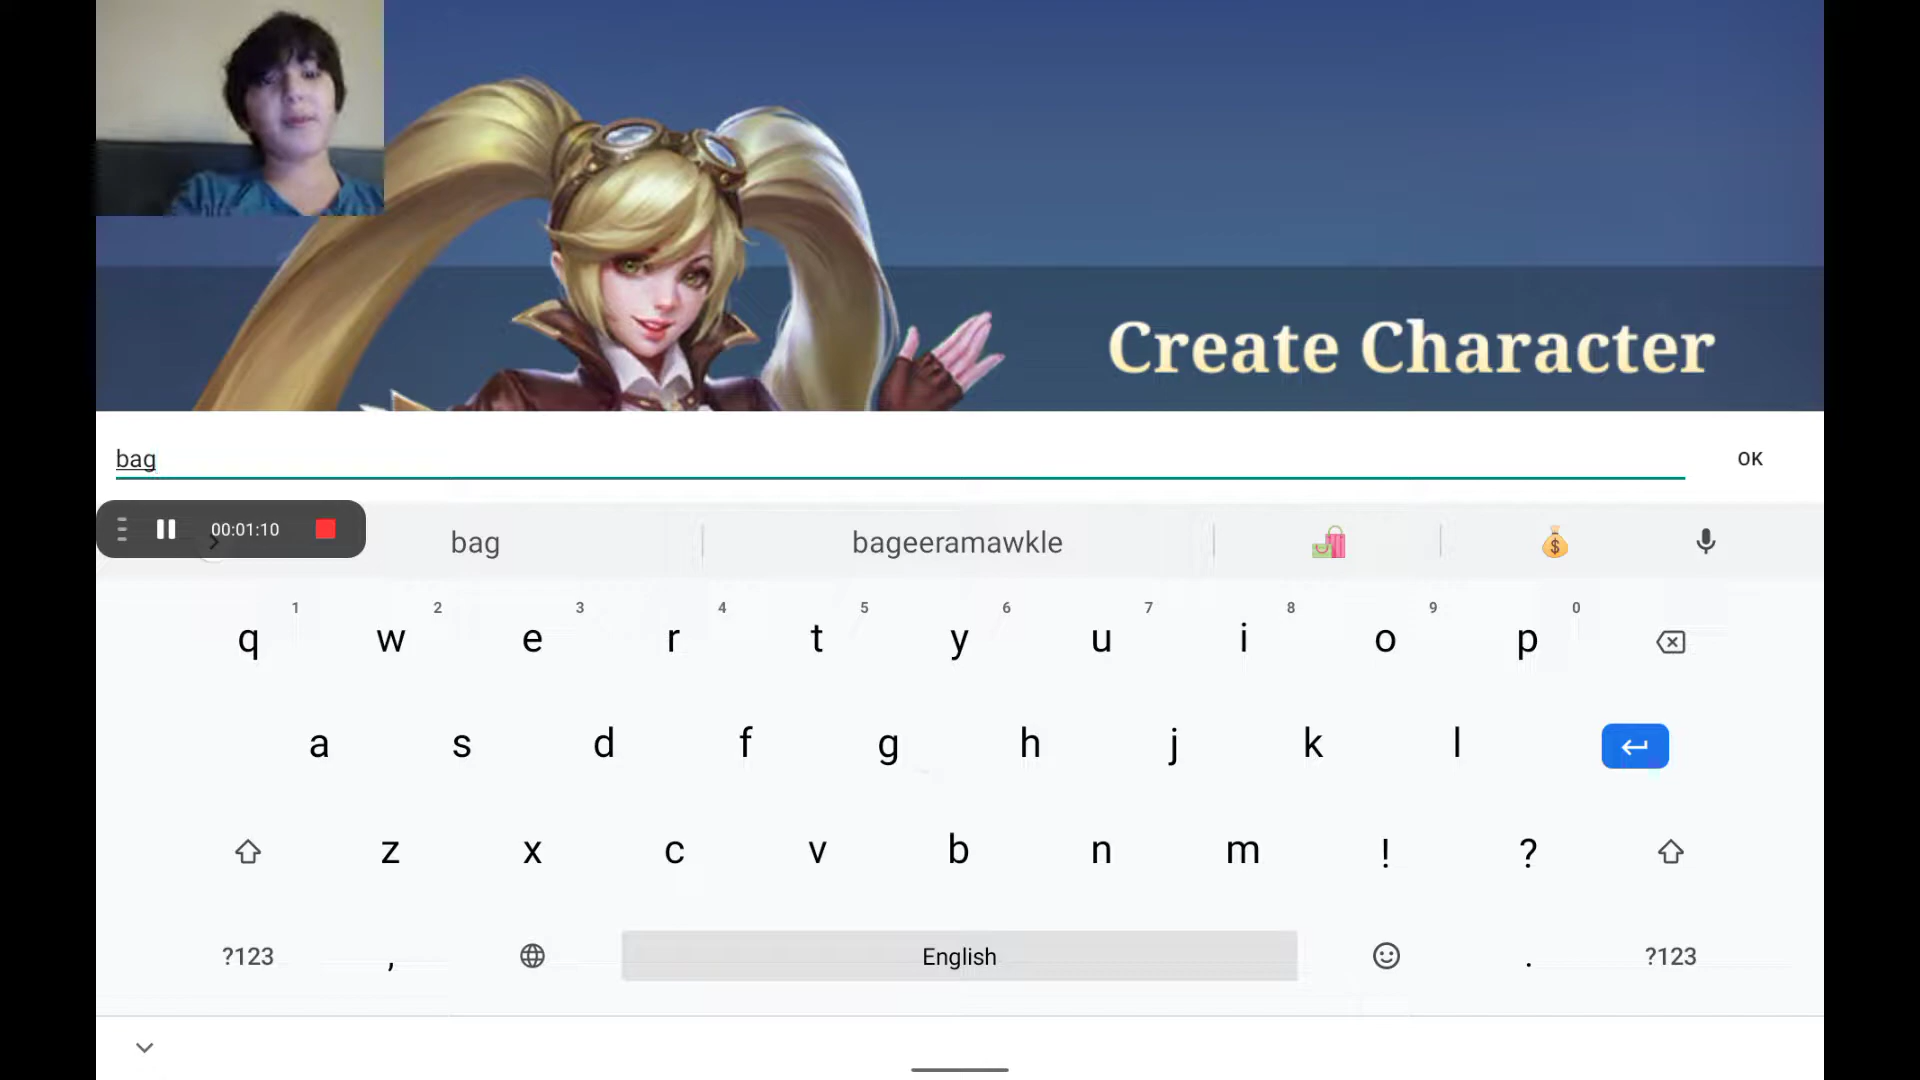 Create Character
bag
OK
00:01:10
bag bageeramawkle
1 2 3 4 5 6 7 8 9 0
q w e r t y u i o p
a s d f g h j k l
z x c v b n m ! ?
?123 , English . ?123